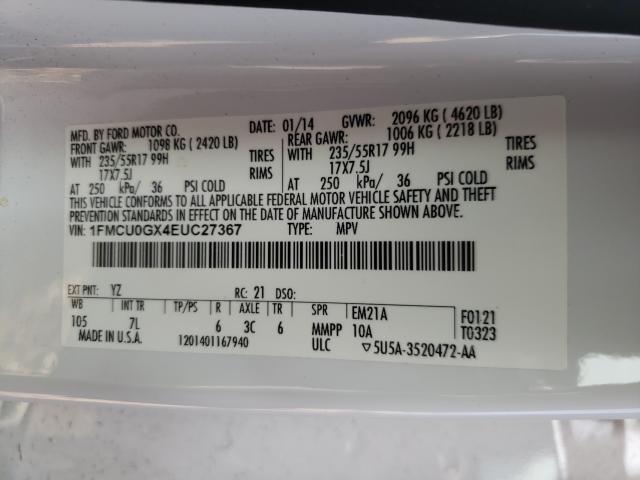 MFD. BY FORD MOTOR CO. DATE: 01/14 GVWR: 2096 KG ( 4620 LB)
FRONT GAWR: 1098 KG ( 2420 LB) REAR GAWR: 1006 KG ( 2218 LB)
WITH 235/55R17 99H TIRES WITH 235/55R17 99H TIRES
17X7.5J RIMS 17X7.5J RIMS
AT 250 kPa/ 36 PSI COLD AT 250 kPa/ 36 PSI COLD
THIS VEHICLE CONFORMS TO ALL APPLICABLE FEDERAL MOTOR VEHICLE SAFETY AND THEFT
PREVENTION STANDARDS IN EFFECT ON THE DATE OF MANUFACTURE SHOWN ABOVE.
VIN: 1FMCU0GX4EUC27367 TYPE: MPV
EXT PNT: YZ RC: 21 DSO:
WB INT TR TP/PS R AXLE TR SPR EM21A F0121
105 7L 6 3C 6 MMPP 10A T0323
MADE IN U.S.A. 1201401167940 ULC ▽5U5A-3520472-AA